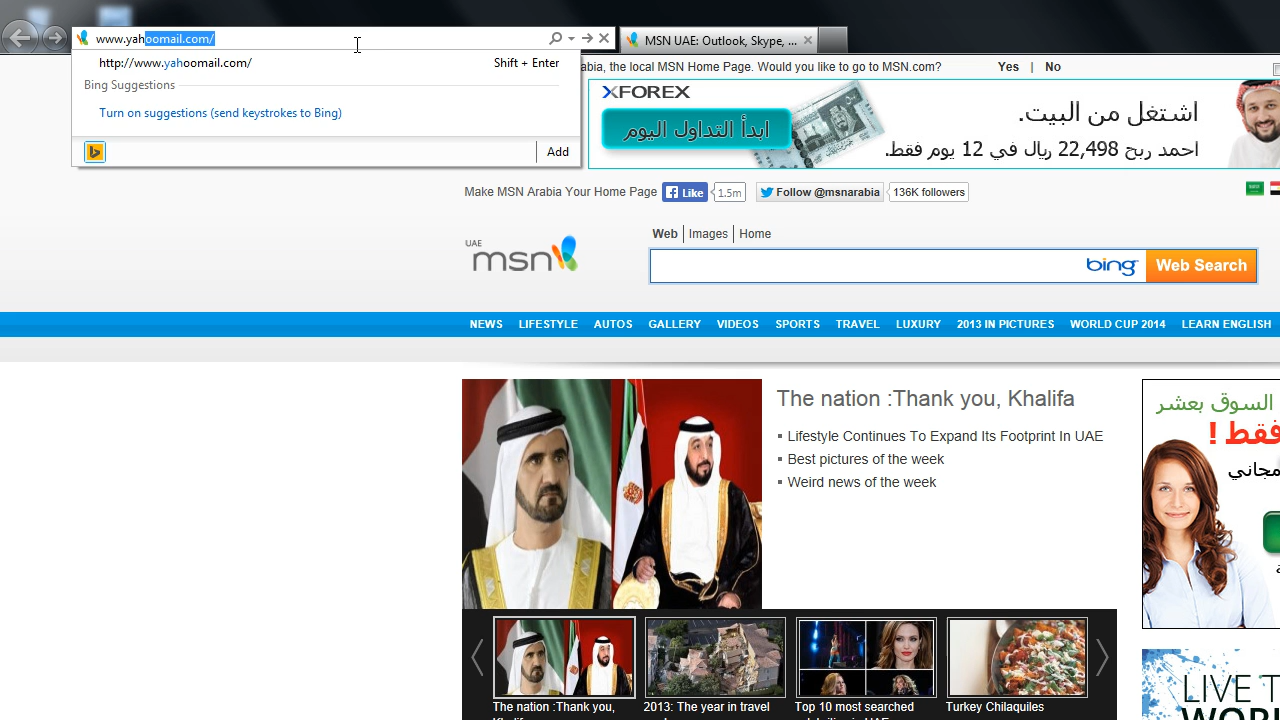 www.yahoomail.com/
MSN UAE: Outlook, Skype, ...
http://www.yahoomail.com/
Shift + Enter
Bing Suggestions
Turn on suggestions (send keystrokes to Bing)
Add
abia, the local MSN Home Page. Would you like to go to MSN.com?
Yes | No
XFOREX
ابدأ التداول اليوم
اشتغل من البيت.
احمد ربح 22,498 ريال في 12 يوم فقط.
Make MSN Arabia Your Home Page
Like
1.5m
Follow @msnarabia
136K followers
UAE
msn
Web | Images | Home
bing
Web Search
NEWS LIFESTYLE AUTOS GALLERY VIDEOS SPORTS TRAVEL LUXURY 2013 IN PICTURES WORLD CUP 2014 LEARN ENGLISH
The nation :Thank you, Khalifa
Lifestyle Continues To Expand Its Footprint In UAE
Best pictures of the week
Weird news of the week
السوق بعشر
فقط !
مجاني
The nation :Thank you,
2013: The year in travel
Top 10 most searched
Turkey Chilaquiles
LIVE TO